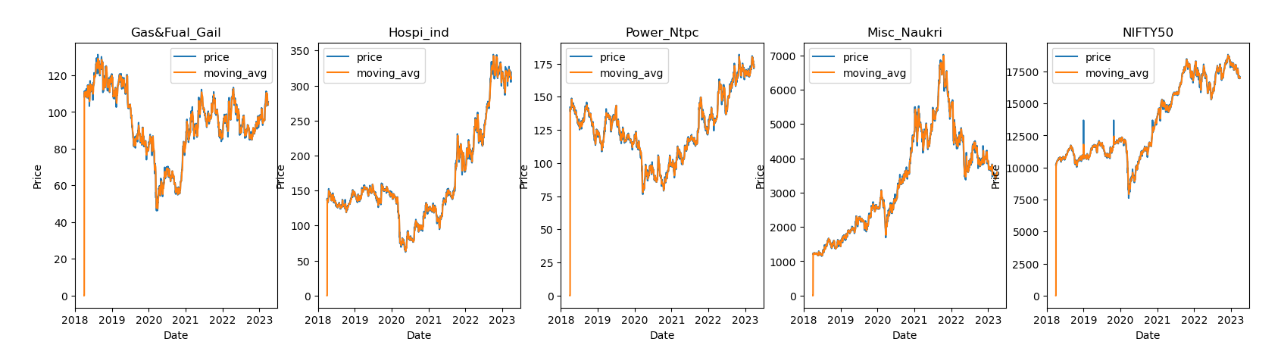 Gas&Fual_Gail
price
moving_avg
Price
120
100
80
60
40
20
0
2018 2019 2020 2021 2022 2023
Date
Hospi_ind
price
moving_avg
Price
350
300
250
200
150
100
50
0
2018 2019 2020 2021 2022 2023
Date
Power_Ntpc
price
moving_avg
Price
175
150
125
100
75
50
25
0
2018 2019 2020 2021 2022 2023
Date
Misc_Naukri
price
moving_avg
Price
7000
6000
5000
4000
3000
2000
1000
0
2018 2019 2020 2021 2022 2023
Date
NIFTY50
price
moving_avg
Price
17500
15000
12500
10000
7500
5000
2500
0
2018 2019 2020 2021 2022 2023
Date